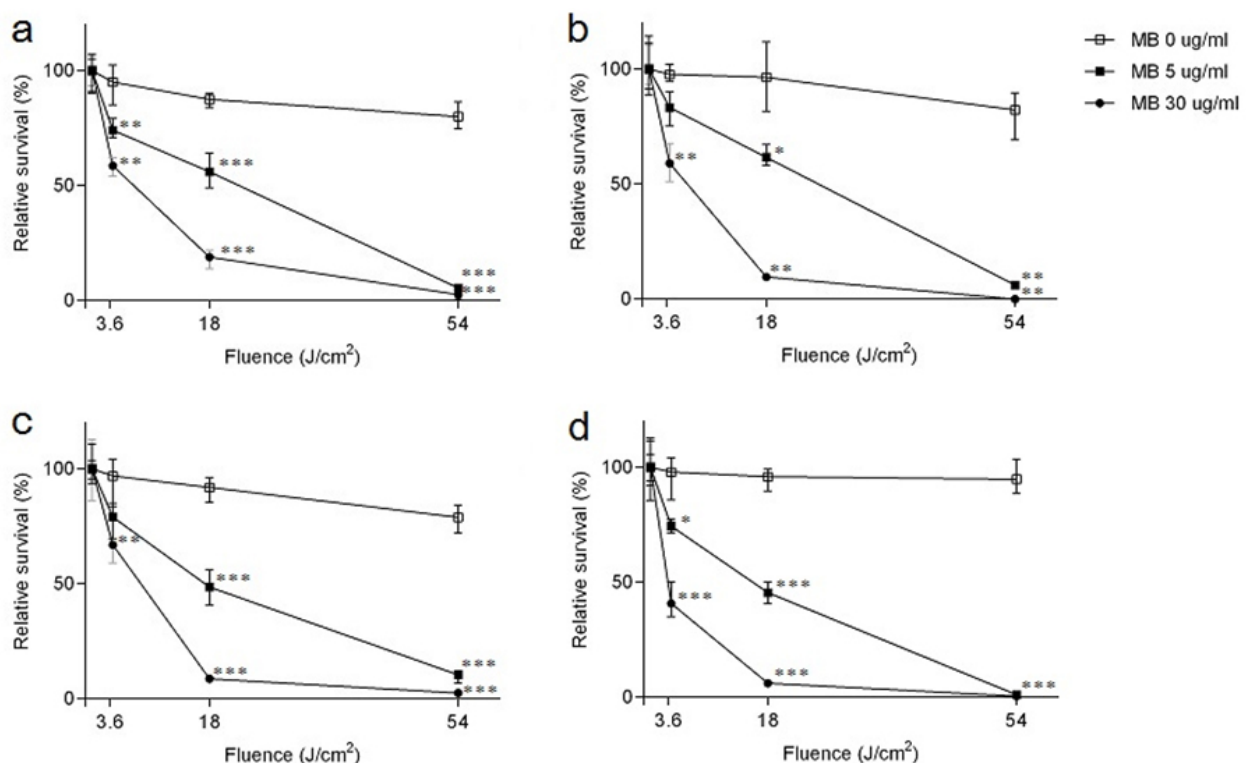 a
Relative survival (%)
100
50
0
**
**
***
***
***
***
3.6 18 54
Fluence (J/cm²)
b
Relative survival (%)
100
50
0
**
*
**
**
**
3.6 18 54
Fluence (J/cm²)
MB 0 ug/ml
MB 5 ug/ml
MB 30 ug/ml
c
Relative survival (%)
100
50
0
**
***
***
***
***
3.6 18 54
Fluence (J/cm²)
d
Relative survival (%)
100
50
0
*
***
***
***
***
3.6 18 54
Fluence (J/cm²)